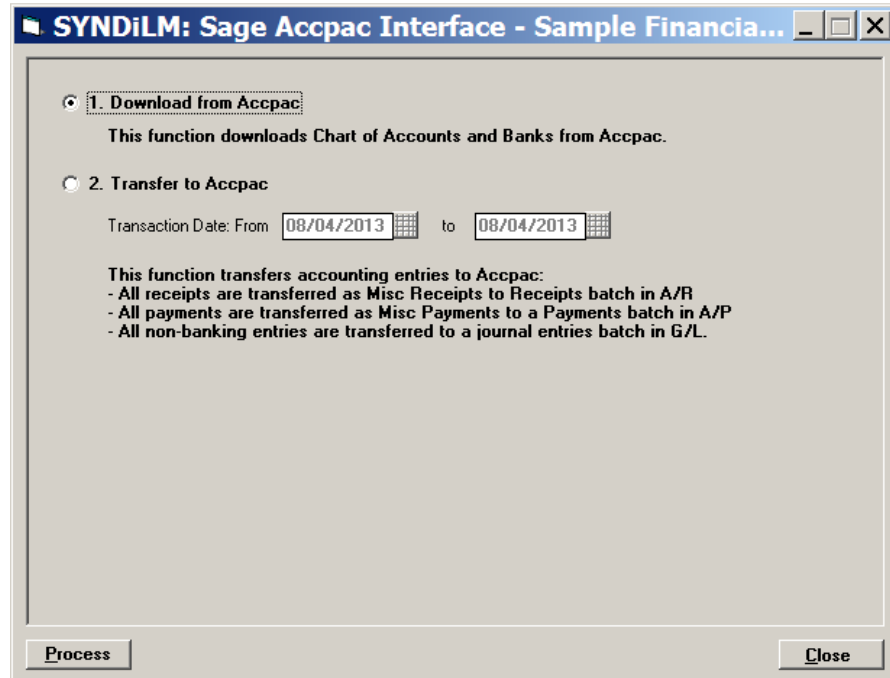 SYNDiLM: Sage Accpac Interface - Sample Financia...
1. Download from Accpac
This function downloads Chart of Accounts and Banks from Accpac.
2. Transfer to Accpac
Transaction Date: From 08/04/2013 to 08/04/2013
This function transfers accounting entries to Accpac:
- All receipts are transferred as Misc Receipts to Receipts batch in A/R
- All payments are transferred as Misc Payments to a Payments batch in A/P
- All non-banking entries are transferred to a journal entries batch in G/L.
Process Close